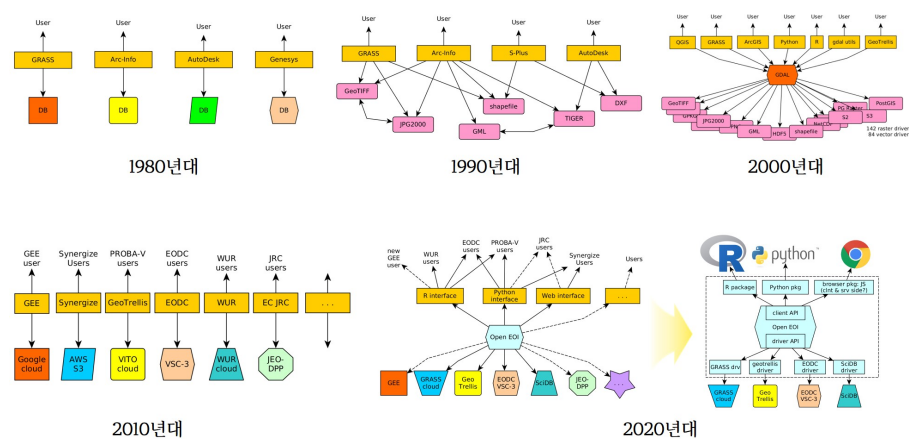 User
User
User
User
GRASS
Arc-Info
AutoDesk
Genesys
DB
DB
DB
DB
1980년대
User
User
User
User
GRASS
Arc-Info
S-Plus
AutoDesk
GeoTIFF
shapefile
DXF
JPG2000
TIGER
GML
1990년대
User
User
User
User
User
User
User
QGIS
GRASS
ArcGIS
Python
R
gdal utils
GeoTrellis
GDAL
GeoTIFF
PG Raster
PostGIS
GPKG
JPG2000
S2
S3
GML
HDF5
shapefile
NetCDF
142 raster driver
84 vector driver
2000년대
GEE
user
Synergize
Users
PROBA-V
users
EODC
users
WUR
users
JRC
users
GEE
Synergize
GeoTrellis
EODC
WUR
EC JRC
. . .
Google
cloud
AWS
S3
VITO
cloud
VSC-3
WUR
cloud
JEO-
DPP
2010년대
new
GEE
user
WUR
users
EODC
users
PROBA-V
users
JRC
users
Synergize
Users
Users
R interface
Python
interface
Web interface
. . .
Open EOI
GEE
GRASS
cloud
Geo
Trellis
EODC
VSC-3
SciDB
JEO-
DPP
R
python™
R package
Python pkg
browser pkg: JS
(clnt & srv side?)
client API
Open EOI
driver API
GRASS drv
geotrellis
driver
EODC
driver
SciDB
driver
GRASS
cloud
Geo
Trellis
EODC
VSC-3
SciDB
2020년대